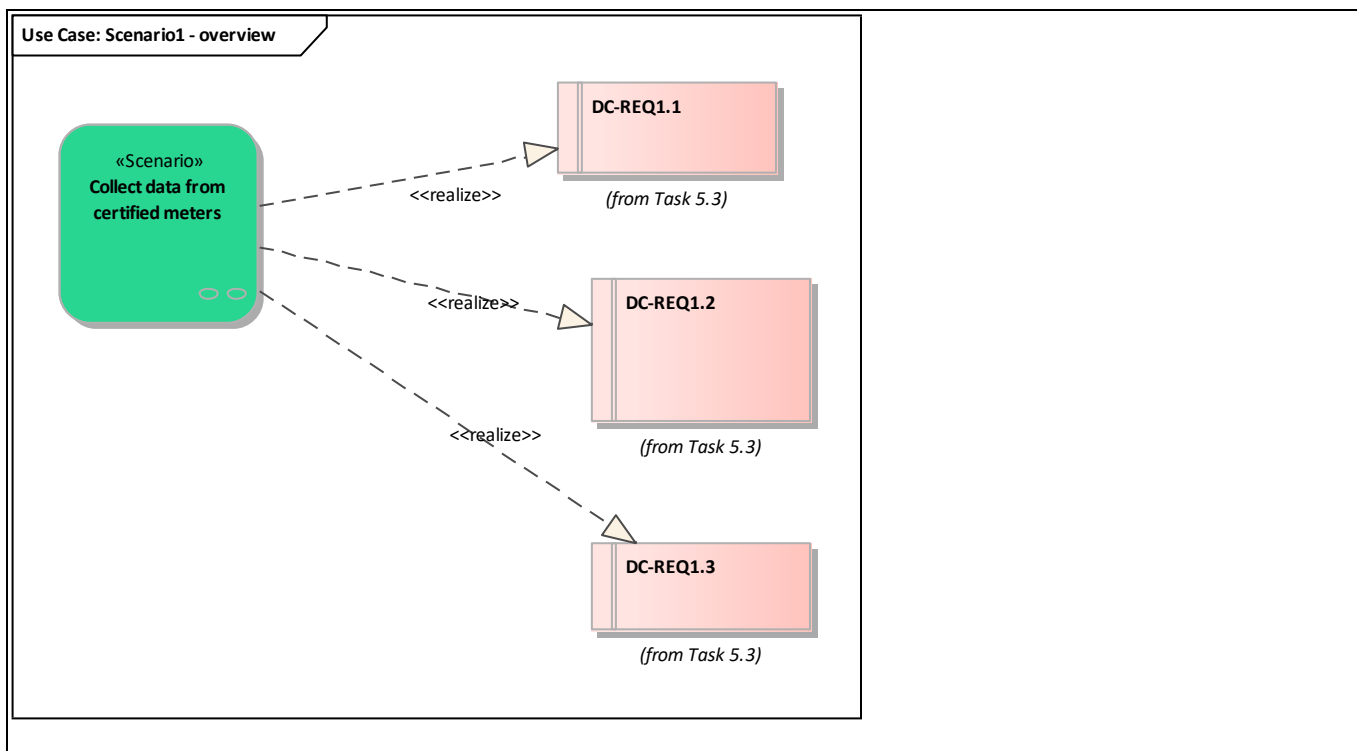 Use Case: Scenario1 - overview
DC-REQ1.1
«Scenario»
Collect data from
certified meters
<<realize>>
(from Task 5.3)
<<realize>>
DC-REQ1.2
<<realize>>
(from Task 5.3)
DC-REQ1.3
(from Task 5.3)